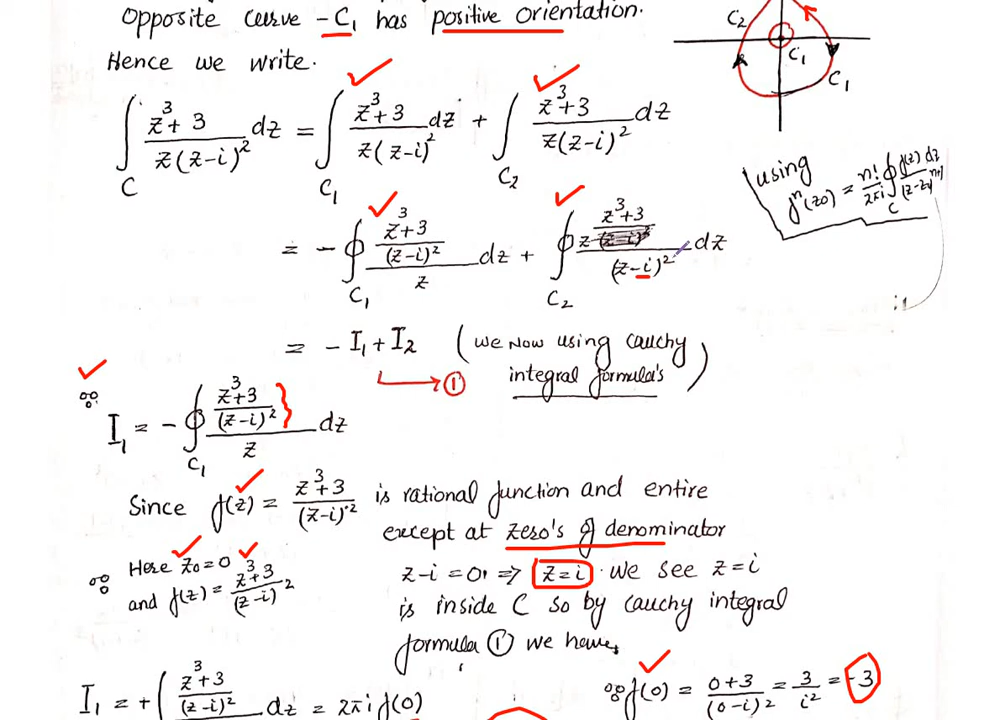 Opposite curve -C₁ has positive orientation.
Hence we write.
C₂
C₁
C₁
∫_C (z³+3)/(z(z-i)²) dz = ∫_C₁ (z³+3)/(z(z-i)²) dz + ∫_C₂ (z³+3)/(z(z-i)²) dz
using
fⁿ(z₀) = n!/2πi ∮_C f(z) dz/(z-z₀)ⁿ⁺¹
= - ∮_C₁ ((z³+3)/(z-i)²)/z dz + ∮_C₂ ((z³+3)/z)/(z-i)² dz
= - I₁ + I₂ (we now using cauchy
→ ① integral formula's)
∴ I₁ = - ∮_C₁ ((z³+3)/(z-i)²)/z dz
Since f(z) = (z³+3)/(z-i)² is rational function and entire
except at zero's of denominator
∴ Here z₀=0
and f(z) = (z³+3)/(z-i)²
z-i=0 ⇒ z=i. We see z=i
is inside C so by cauchy integral
formula ① we have,
I₁ = + ∫ ((z³+3)/(z-i)²) dz = 2πi f(0)
∴ f(0) = (0+3)/(0-i)² = 3/i² = -3